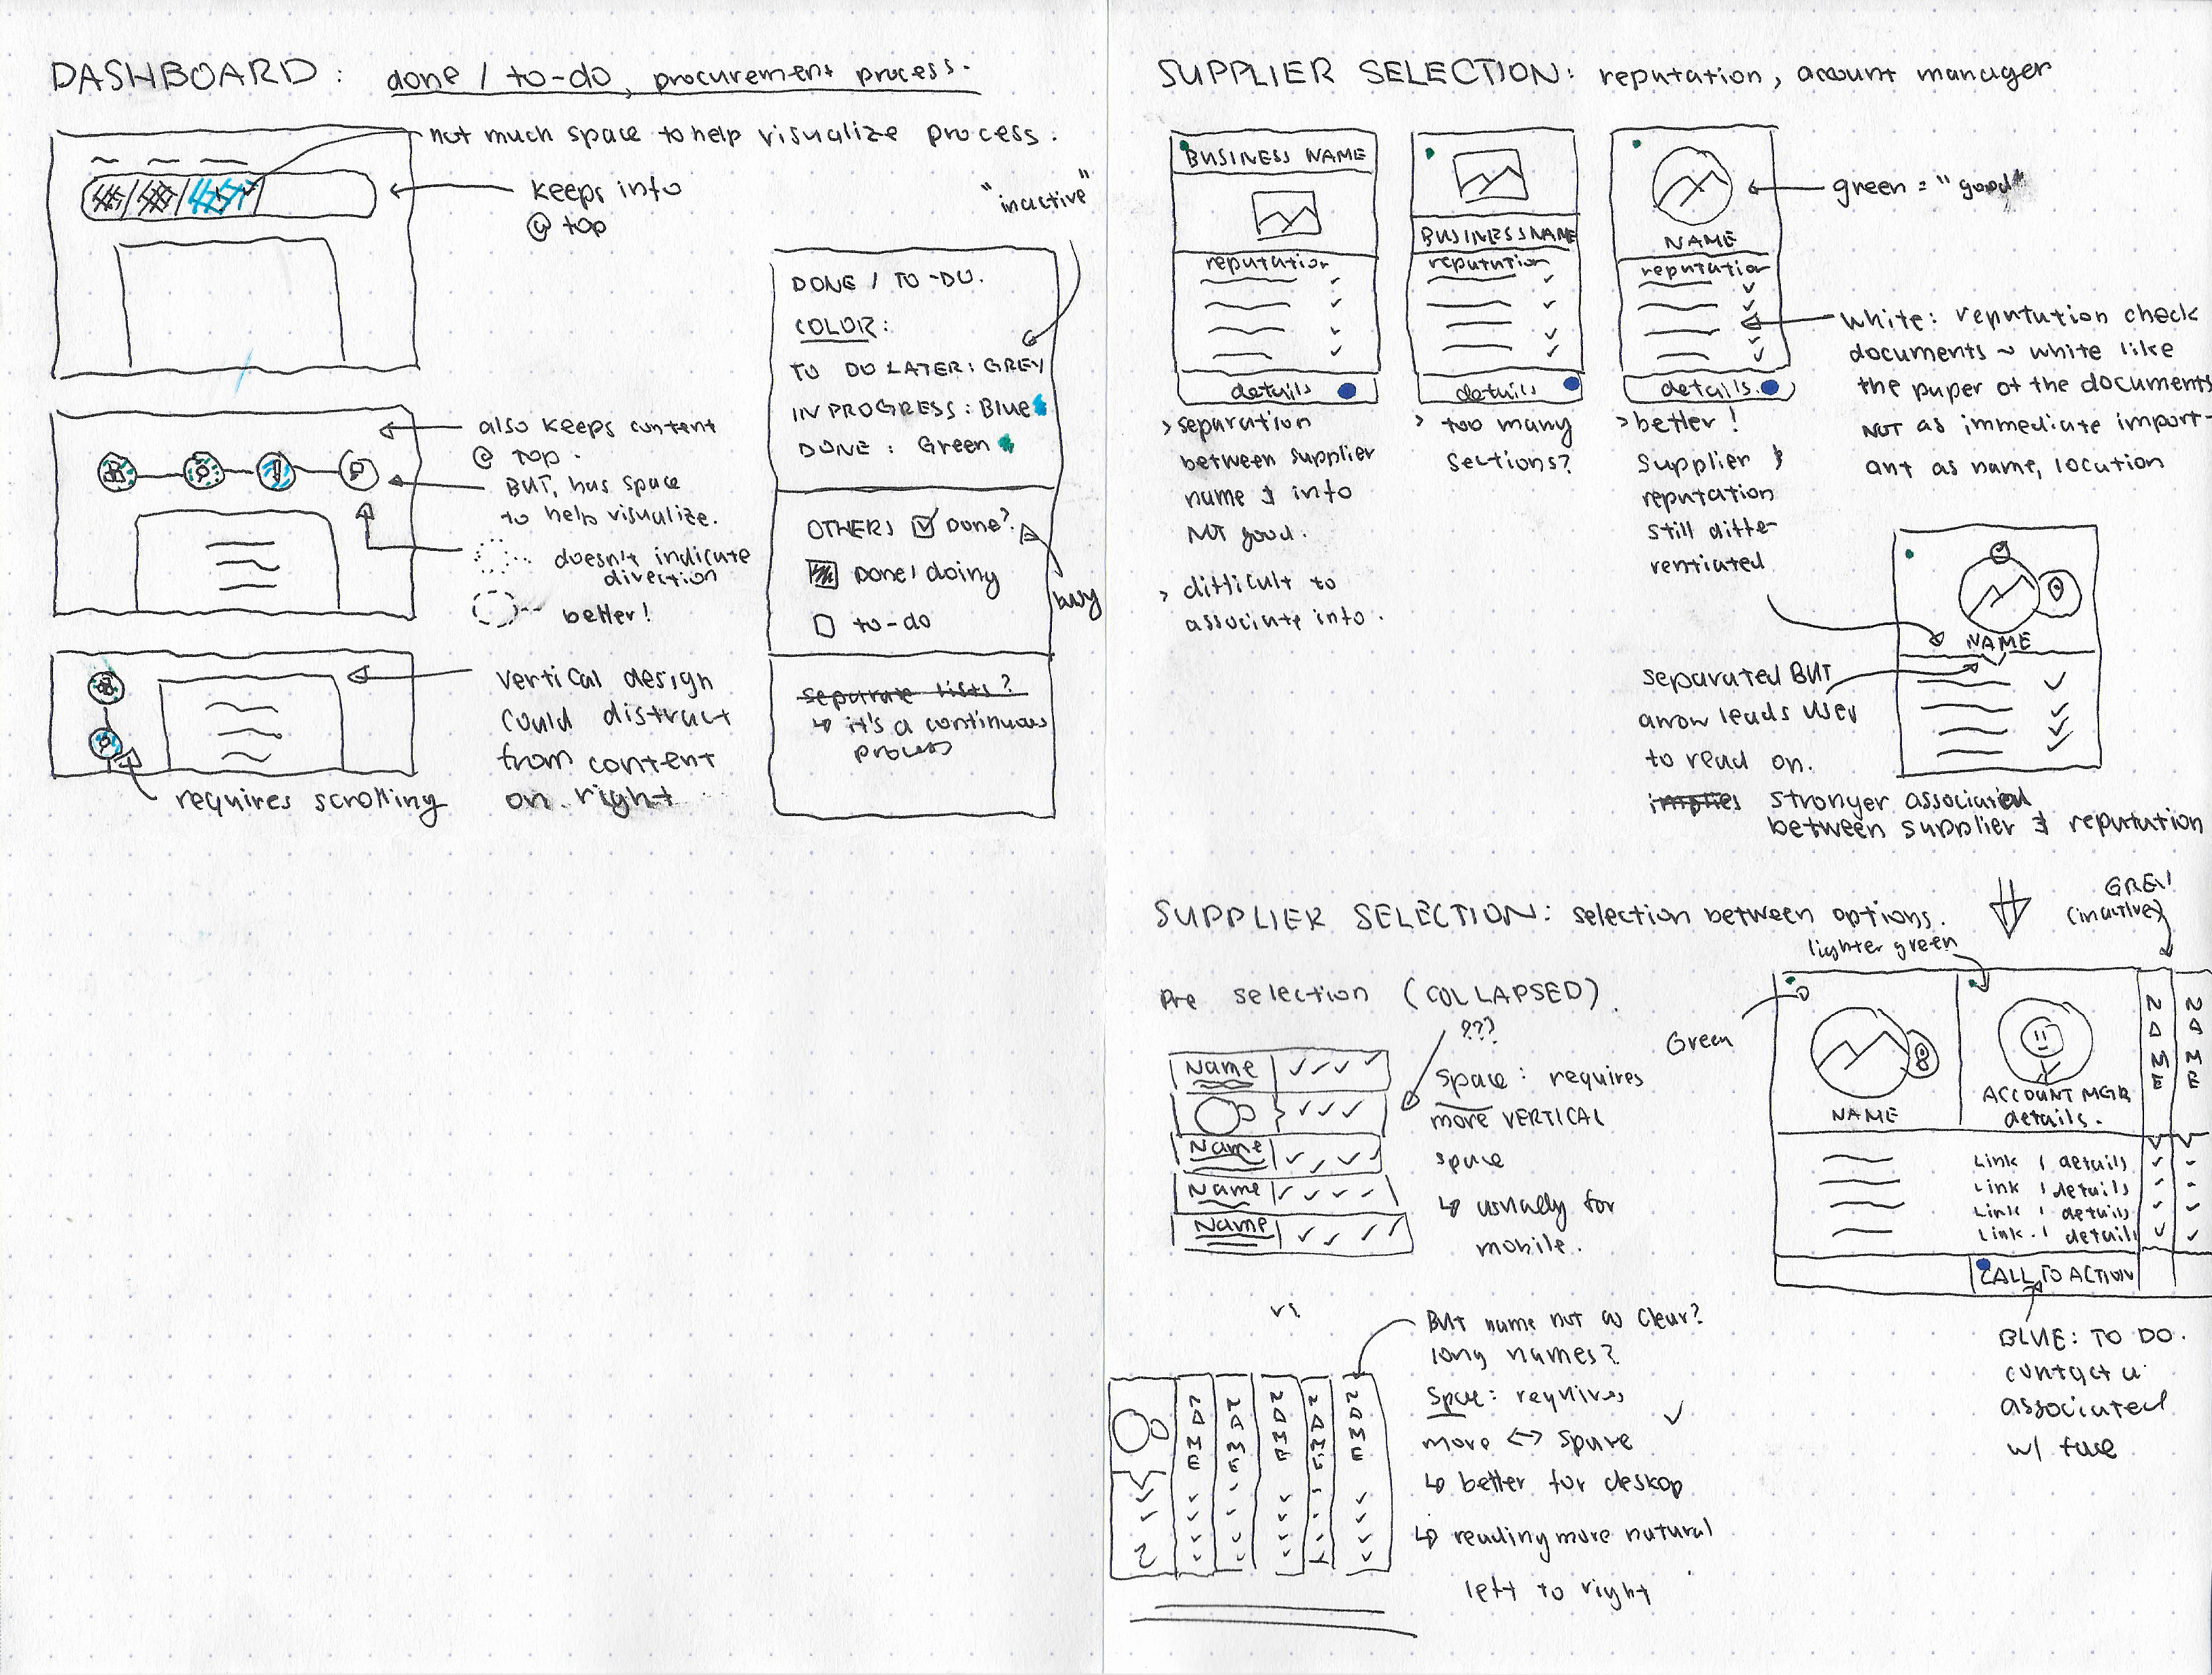 DASHBOARD: done / to-do, procurement process.
not much space to help visualize process.
keeps info
@ top
"inactive"
also keeps content
@ top.
BUT, has space
to help visualize.
doesn't indicate
direction
better!
vertical design
could distract
from content
on right
requires scrolling
DONE / TO-DO.
COLOR:
TO DO LATER: GREY
IN PROGRESS: Blue
DONE: Green
OTHERS ☑ Done?
Done/doing
to-do
busy
separate lists?
↳ it's a continuous
process
SUPPLIER SELECTION: reputation, account manager
BUSINESS NAME
reputation
details
BUSINESS NAME
reputation
details
NAME
reputation
details.
green = "good"
white: reputation check
documents ~ white like
the paper of the documents
NOT as immediate import-
ant as name, location
> separation
between supplier
name & info
NOT good.
> difficult to
associate info.
> too many
sections?
> better!
supplier &
reputation
still diffe-
rentiated
NAME
separated BUT
arrow leads user
to read on.
implies stronger association
between supplier & reputation
SUPPLIER SELECTION: selection between options.
Pre selection (COLLAPSED)
???
Name
Name
Name
Name
space: requires
more VERTICAL
space
↳ usually for
mobile.
vs.
NAME
NAME
NAME
NAME
NAME
BUT name not as clear?
long names?
Space: requires
more <-> space
↳ better for deskop
↳ reading more natural
left to right
lighter green
GREY
(inactive)
Green
NAME
ACCOUNT MGR
details.
NAME
NAME
Link / details
Link / details
Link / details
Link / details
CALL TO ACTION
BLUE: TO DO.
contact is
associated
w/ face